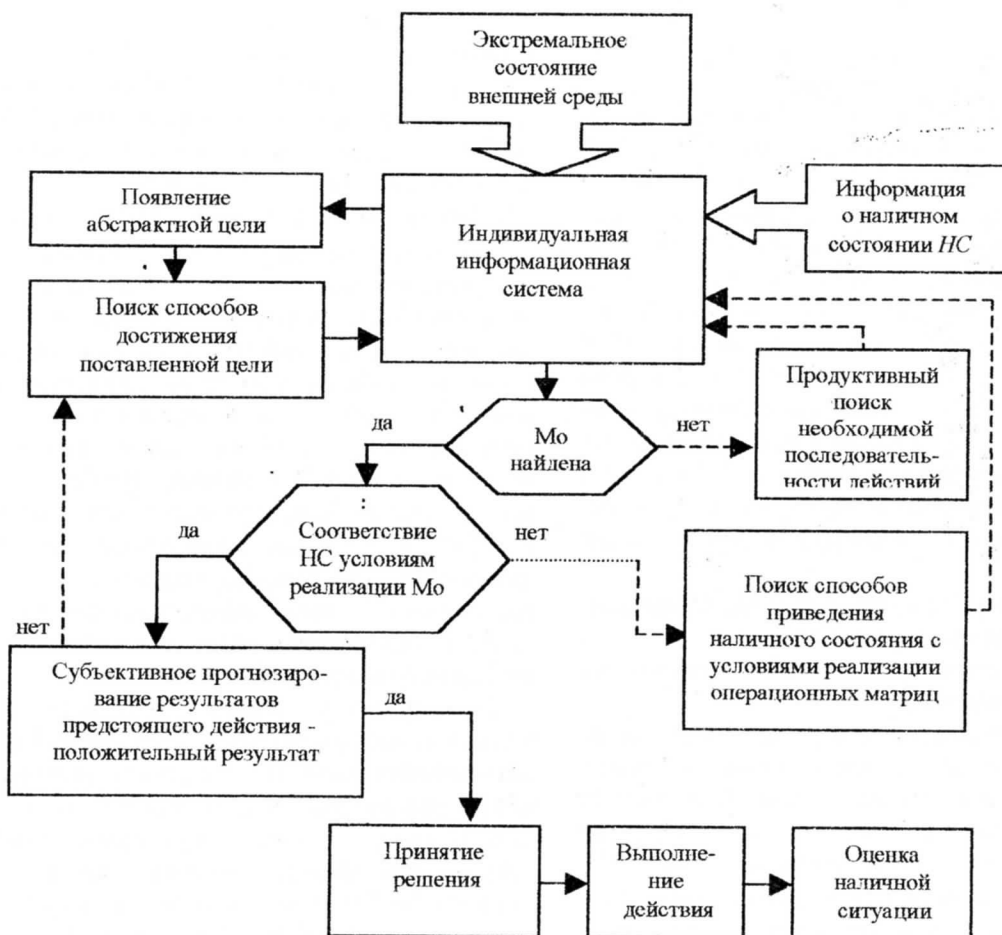 Экстремальное
состояние
внешней среды
Появление
абстрактной цели
Индивидуальная
информационная
система
Информация
о наличном
состоянии НС
Поиск способов
достижения
поставленной цели
Продуктивный
поиск
необходимой
последователь-
ности действий
да
Мо
найдена
нет
да
Соответствие
НС условиям
реализации Мо
нет
Поиск способов
приведения
наличного состояния с
условиями реализации
операционных матриц
нет
Субъективное прогнозиро-
вание результатов
предстоящего действия -
положительный результат
да
Принятие
решения
Выполне-
ние
действия
Оценка
наличной
ситуации